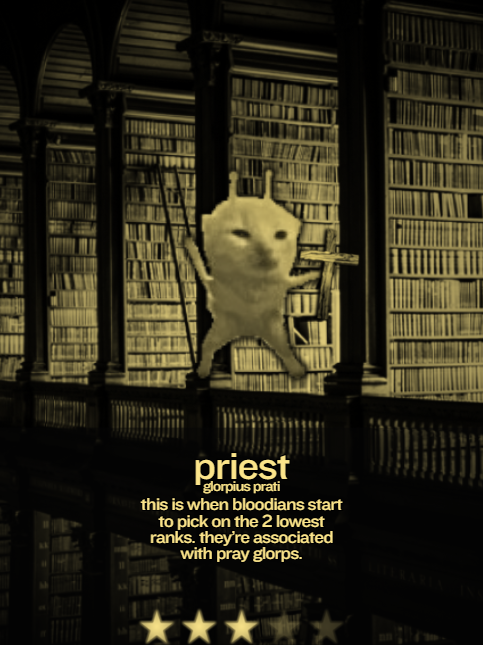 priest
glorpius prati
this is when bloodians start
to pick on the 2 lowest
ranks. they're associated
with pray glorps.